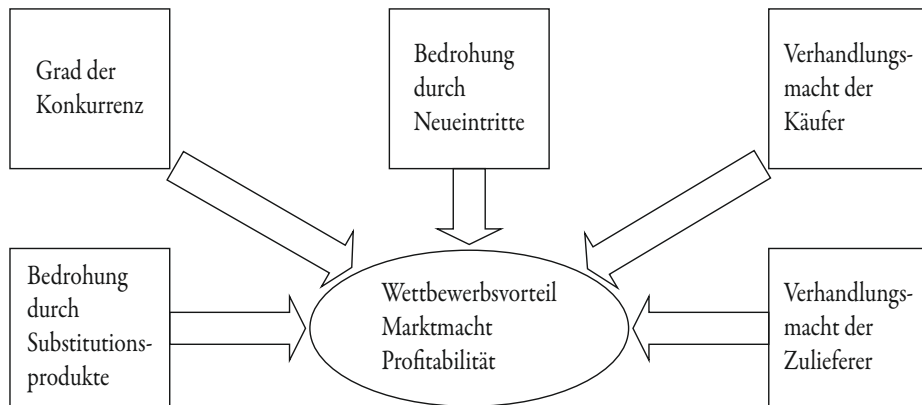 Grad der
Konkurrenz
Bedrohung
durch
Neueintritte
Verhandlungs-
macht der
Käufer
Bedrohung
durch
Substitutions-
produkte
Wettbewerbsvorteil
Marktmacht
Profitabilität
Verhandlungs-
macht der
Zulieferer